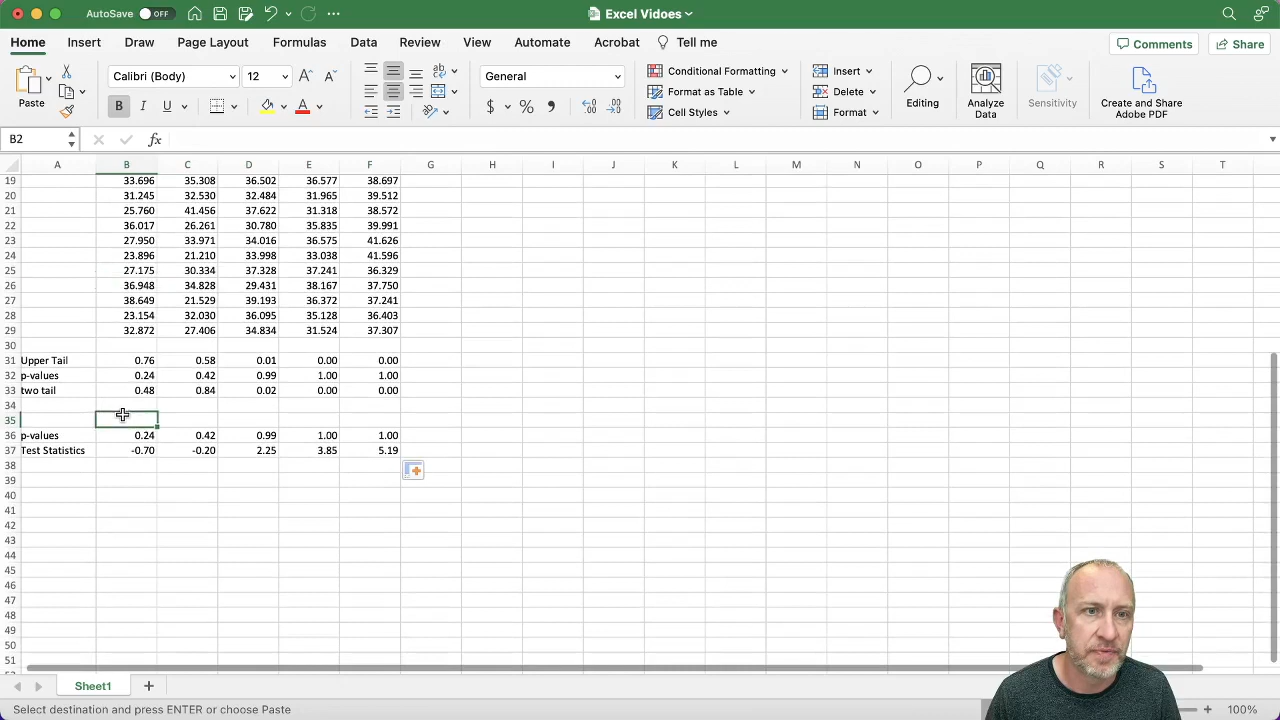 AutoSave OFF Excel Vidoes
Home Insert Draw Page Layout Formulas Data Review View Automate Acrobat Tell me Comments Share
Paste Calibri (Body) 12 General Conditional Formatting Insert
Format as Table Delete Editing Analyze Data Sensitivity Create and Share Adobe PDF
B I U $ % , Cell Styles Format
B2 fx
A B C D E F G H I J K L M N O P Q R S T
19 33.696 35.308 36.502 36.577 38.697
20 31.245 32.530 32.484 31.965 39.512
21 25.760 41.456 37.622 31.318 38.572
22 36.017 26.261 30.780 35.835 39.991
23 27.950 33.971 34.016 36.575 41.626
24 23.896 21.210 33.998 33.038 41.596
25 27.175 30.334 37.328 37.241 36.329
26 36.948 34.828 29.431 38.167 37.750
27 38.649 21.529 39.193 36.372 37.241
28 23.154 32.030 36.095 35.128 36.403
29 32.872 27.406 34.834 31.524 37.307
30
31 Upper Tail 0.76 0.58 0.01 0.00 0.00
32 p-values 0.24 0.42 0.99 1.00 1.00
33 two tail 0.48 0.84 0.02 0.00 0.00
34
35
36 p-values 0.24 0.42 0.99 1.00 1.00
37 Test Statistics -0.70 -0.20 2.25 3.85 5.19
38
39
40
41
42
43
44
45
46
47
48
49
50
51
Sheet1
Select destination and press ENTER or choose Paste 100%